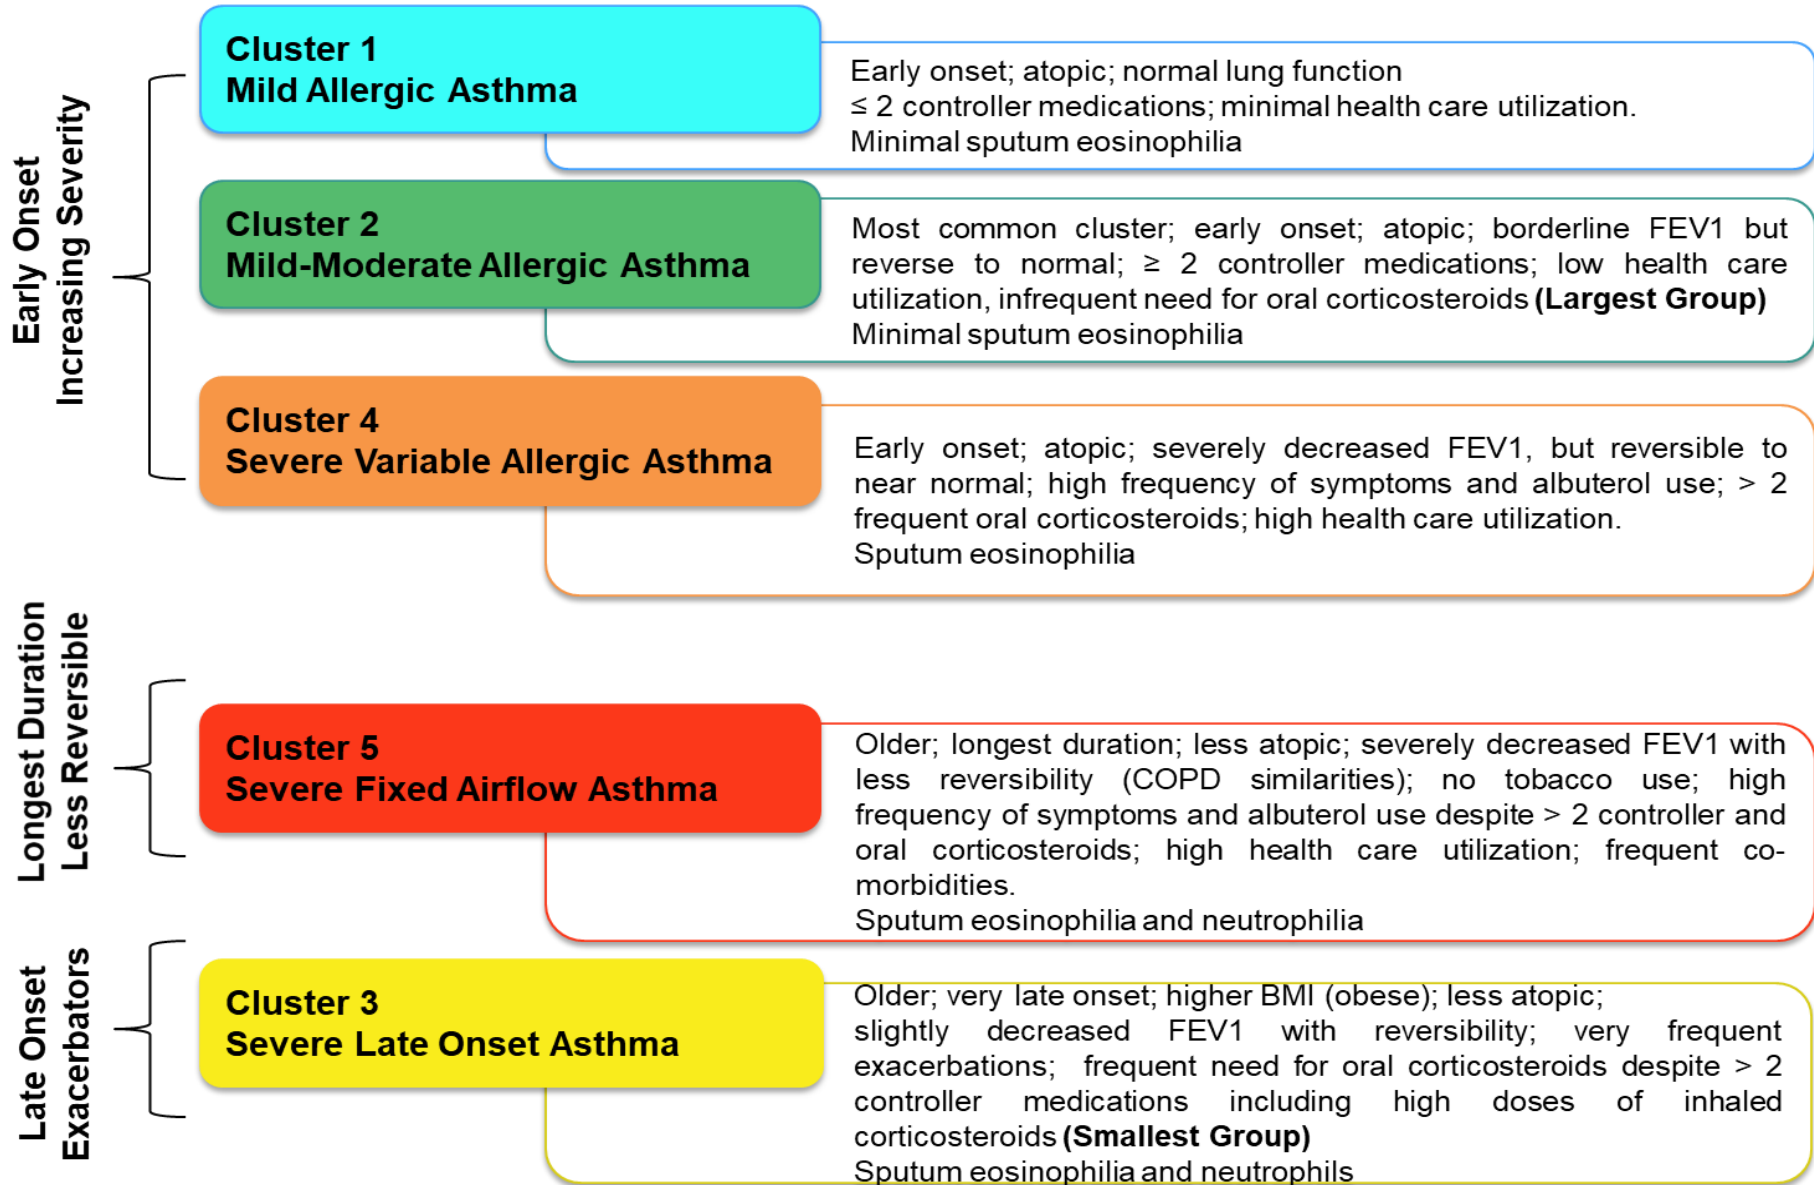 Early Onset
Increasing Severity
Cluster 1
Mild Allergic Asthma
Early onset; atopic; normal lung function
≤ 2 controller medications; minimal health care utilization.
Minimal sputum eosinophilia
Cluster 2
Mild-Moderate Allergic Asthma
Most common cluster; early onset; atopic; borderline FEV1 but
reverse to normal; ≥ 2 controller medications; low health care
utilization, infrequent need for oral corticosteroids (Largest Group)
Minimal sputum eosinophilia
Cluster 4
Severe Variable Allergic Asthma
Early onset; atopic; severely decreased FEV1, but reversible to
near normal; high frequency of symptoms and albuterol use; > 2
frequent oral corticosteroids; high health care utilization.
Sputum eosinophilia
Longest Duration
Less Reversible
Cluster 5
Severe Fixed Airflow Asthma
Older; longest duration; less atopic; severely decreased FEV1 with
less reversibility (COPD similarities); no tobacco use; high
frequency of symptoms and albuterol use despite > 2 controller and
oral corticosteroids; high health care utilization; frequent co-
morbidities.
Sputum eosinophilia and neutrophilia
Late Onset
Exacerbators
Cluster 3
Severe Late Onset Asthma
Older; very late onset; higher BMI (obese); less atopic;
slightly decreased FEV1 with reversibility; very frequent
exacerbations; frequent need for oral corticosteroids despite > 2
controller medications including high doses of inhaled
corticosteroids (Smallest Group)
Sputum eosinophilia and neutrophils